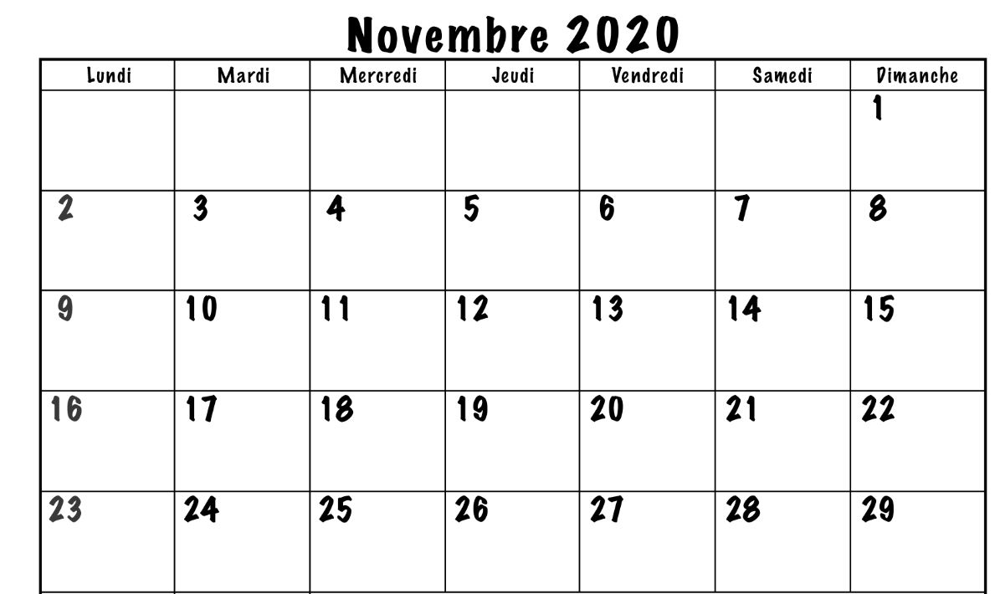 Novembre 2020
Lundi Mardi Mercredi Jeudi Vendredi Samedi Dimanche
1
2 3 4 5 6 7 8
9 10 11 12 13 14 15
16 17 18 19 20 21 22
23 24 25 26 27 28 29